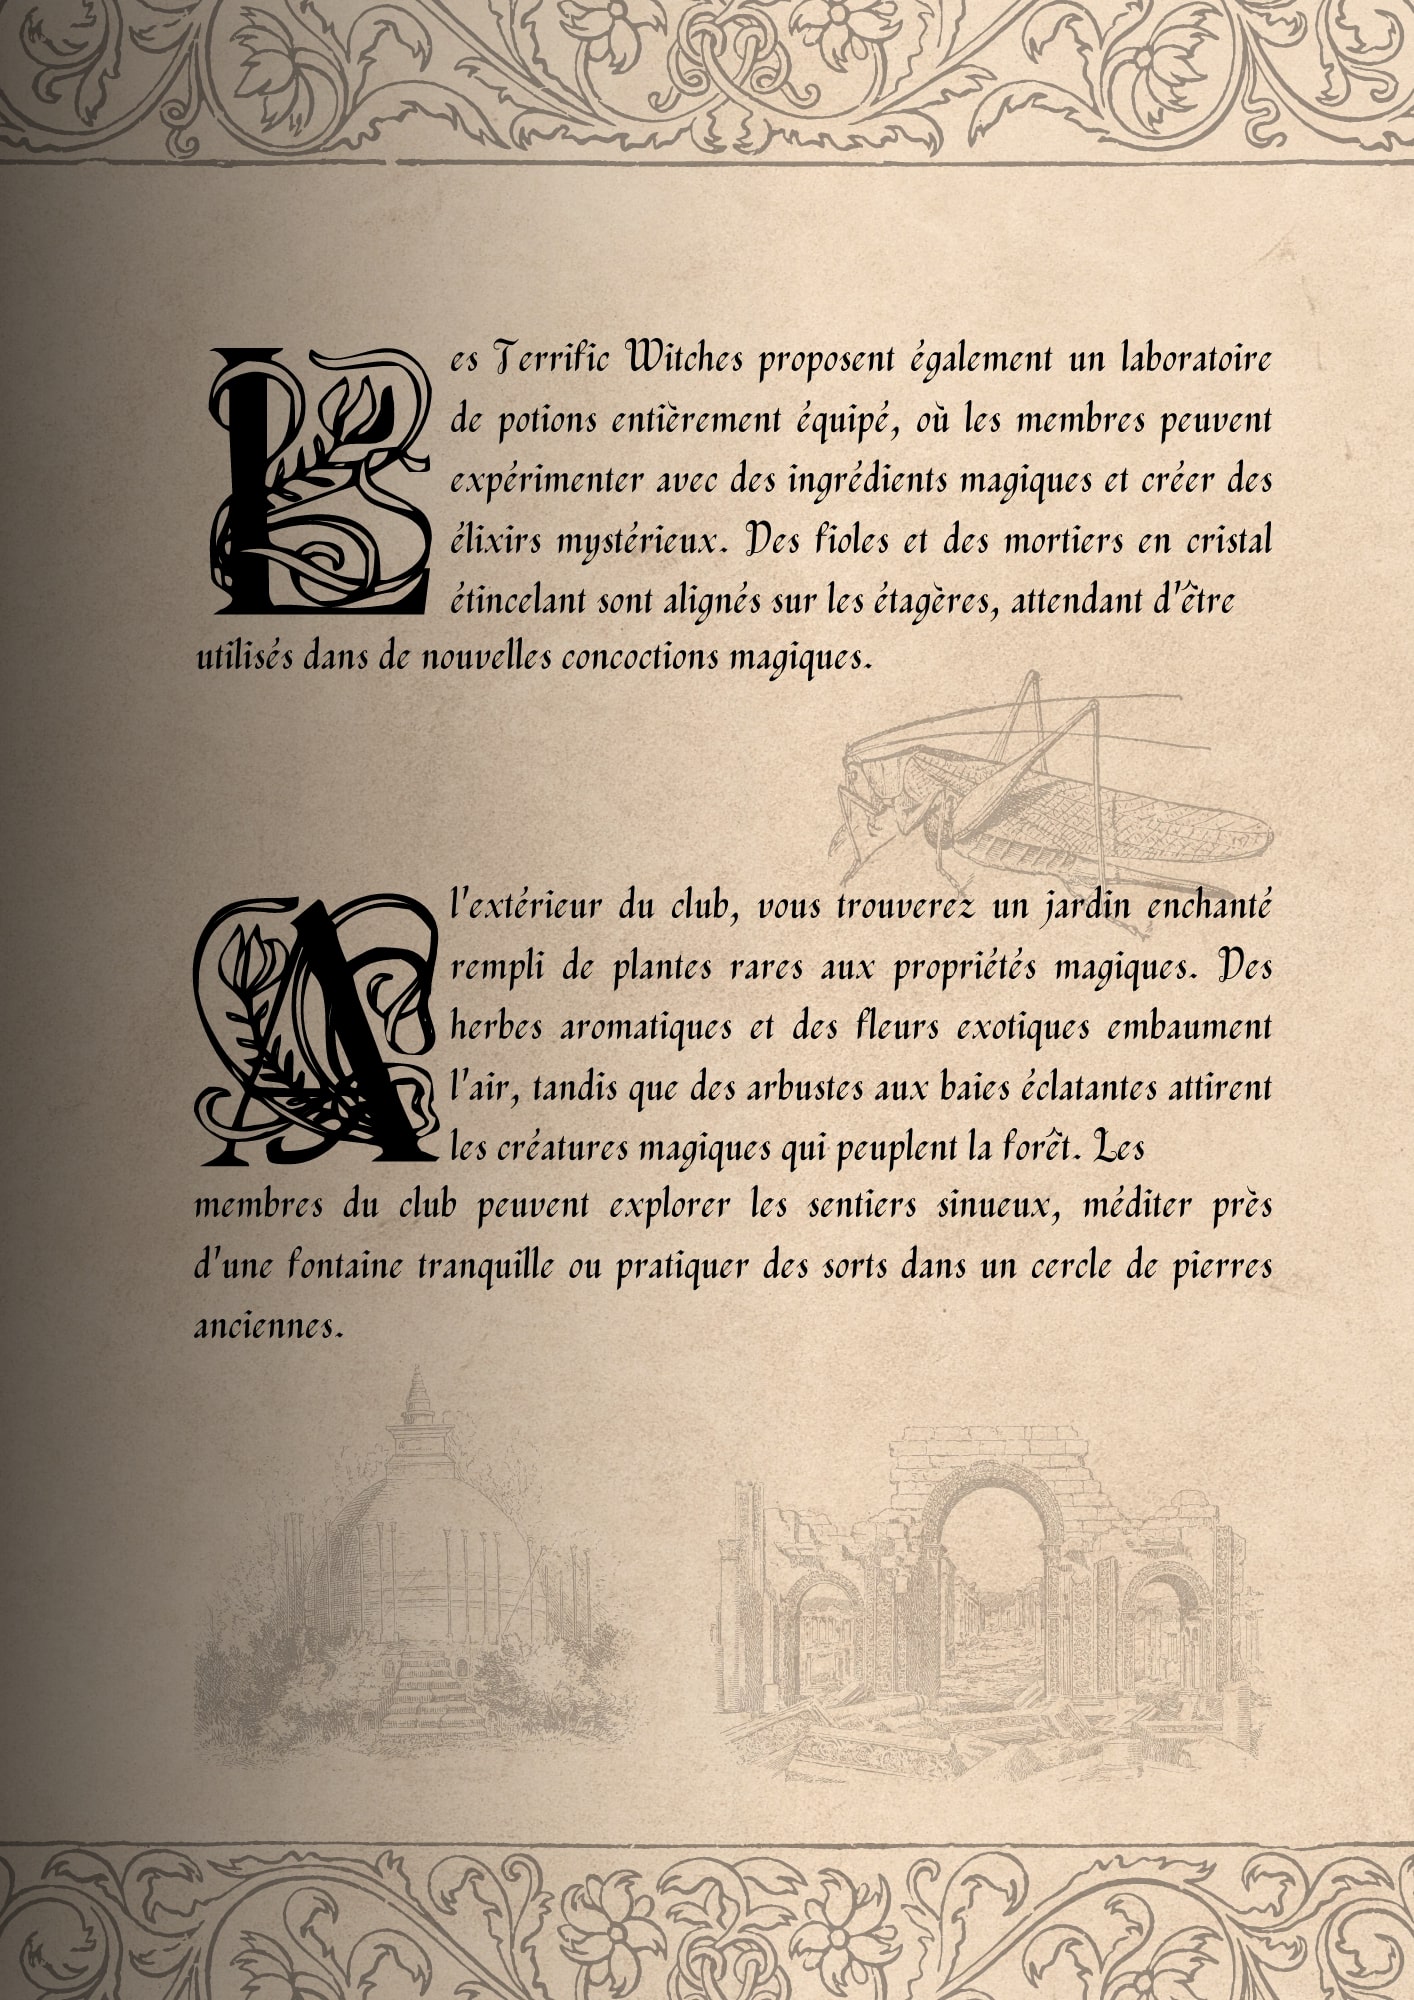 Les Terrific Witches proposent également un laboratoire
de potions entièrement équipé, où les membres peuvent
expérimenter avec des ingrédients magiques et créer des
élixirs mystérieux. Des fioles et des mortiers en cristal
étincelant sont alignés sur les étagères, attendant d'être
utilisés dans de nouvelles concoctions magiques.
A l'extérieur du club, vous trouverez un jardin enchanté
rempli de plantes rares aux propriétés magiques. Des
herbes aromatiques et des fleurs exotiques embaument
l'air, tandis que des arbustes aux baies éclatantes attirent
les créatures magiques qui peuplent la forêt. Les
membres du club peuvent explorer les sentiers sinueux, méditer près
d'une fontaine tranquille ou pratiquer des sorts dans un cercle de pierres
anciennes.